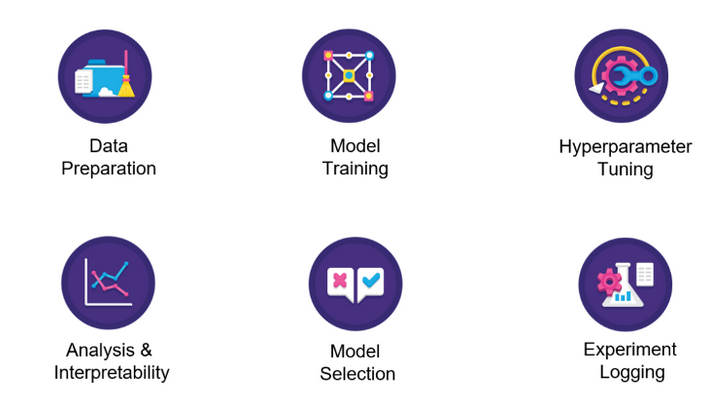 Data
Preparation
Model
Training
Hyperparameter
Tuning
Analysis &
Interpretability
Model
Selection
Experiment
Logging